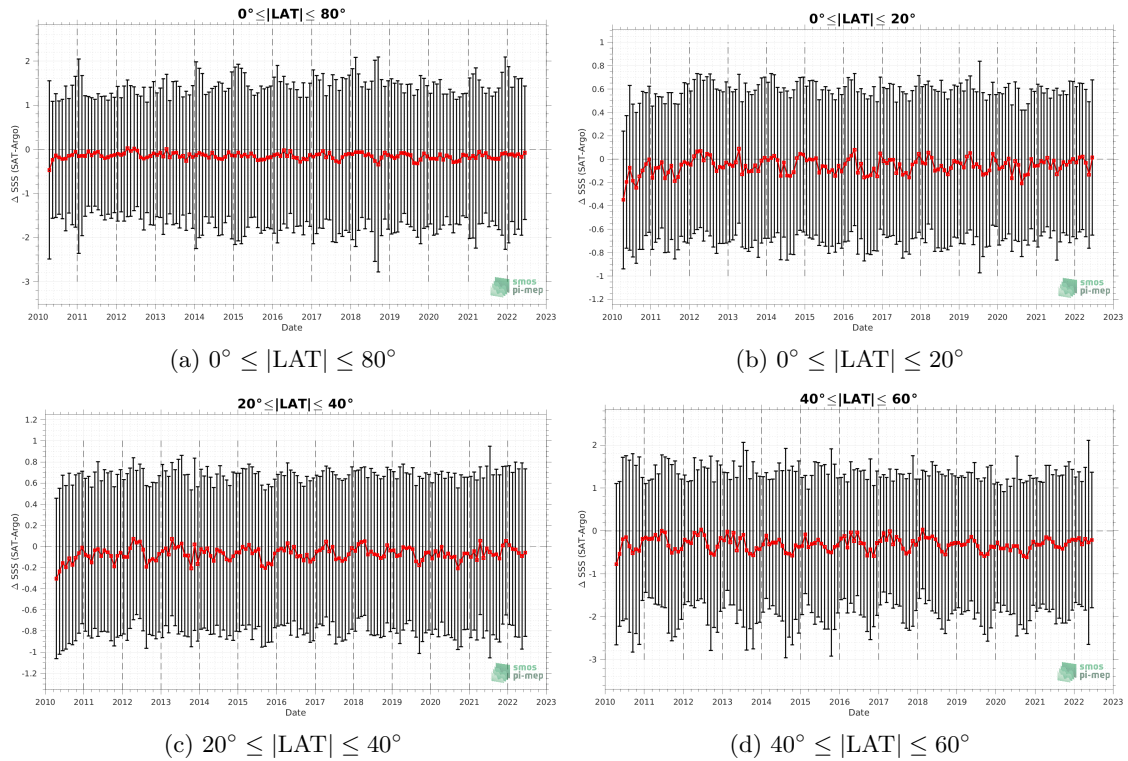 0°≤|LAT|≤ 80°
2
1
0
-1
-2
-3
Δ SSS (SAT-Argo)
2010 2011 2012 2013 2014 2015 2016 2017 2018 2019 2020 2021 2022 2023
Date
smos
pi-mep
(a) 0° ≤ |LAT| ≤ 80°
0°≤|LAT|≤ 20°
1
0.8
0.6
0.4
0.2
0
-0.2
-0.4
-0.6
-0.8
-1
-1.2
Δ SSS (SAT-Argo)
2010 2011 2012 2013 2014 2015 2016 2017 2018 2019 2020 2021 2022 2023
Date
smos
pi-mep
(b) 0° ≤ |LAT| ≤ 20°
20°≤|LAT|≤ 40°
1.2
1
0.8
0.6
0.4
0.2
0
-0.2
-0.4
-0.6
-0.8
-1
-1.2
Δ SSS (SAT-Argo)
2010 2011 2012 2013 2014 2015 2016 2017 2018 2019 2020 2021 2022 2023
Date
smos
pi-mep
(c) 20° ≤ |LAT| ≤ 40°
40°≤|LAT|≤ 60°
2
1
0
-1
-2
-3
Δ SSS (SAT-Argo)
2010 2011 2012 2013 2014 2015 2016 2017 2018 2019 2020 2021 2022 2023
Date
smos
pi-mep
(d) 40° ≤ |LAT| ≤ 60°